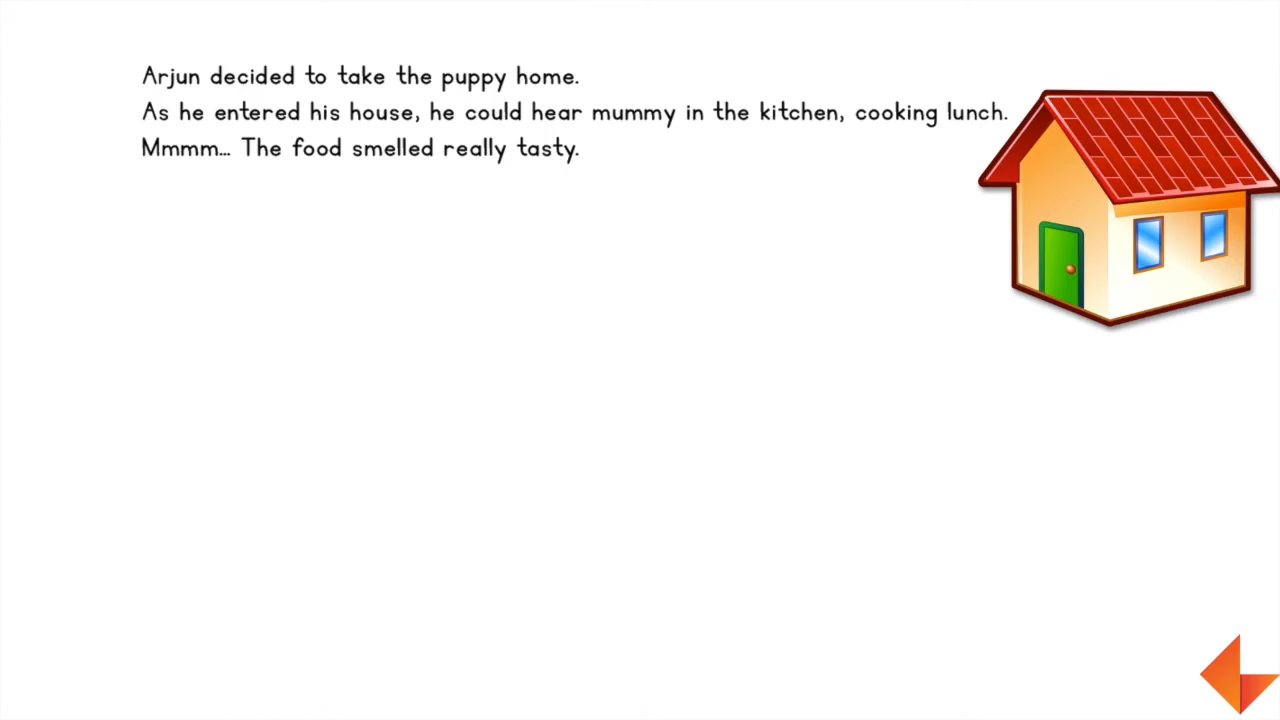 Arjun decided to take the puppy home.
As he entered his house, he could hear mummy in the kitchen, cooking lunch.
Mmmm... The food smelled really tasty.